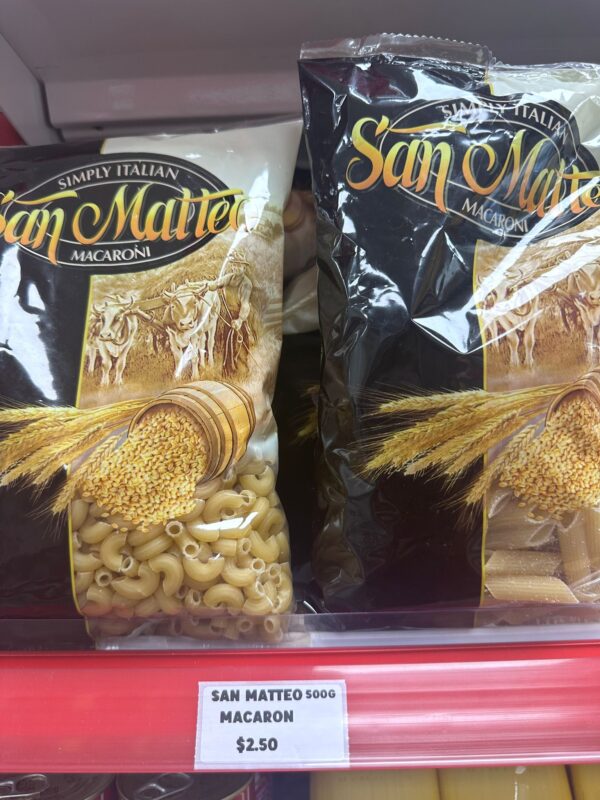 SIMPLY ITALIAN
San Matteo
MACARONI
SIMPLY ITALIAN
San Matteo
MACARONI
SAN MATTEO 500G
MACARON
$2.50